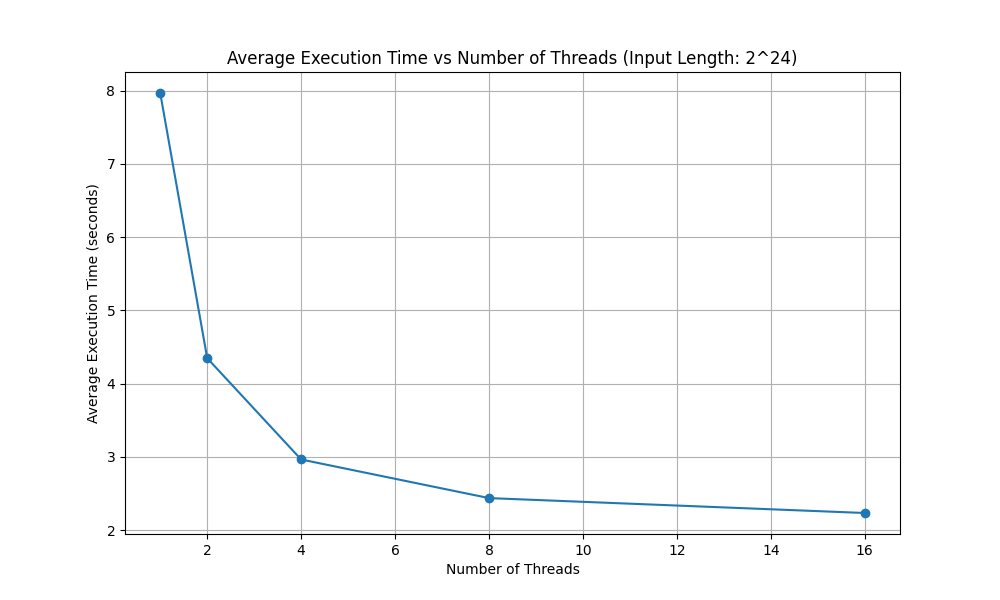 Average Execution Time vs Number of Threads (Input Length: 2^24)
Average Execution Time (seconds)
8
7
6
5
4
3
2
2 4 6 8 10 12 14 16
Number of Threads